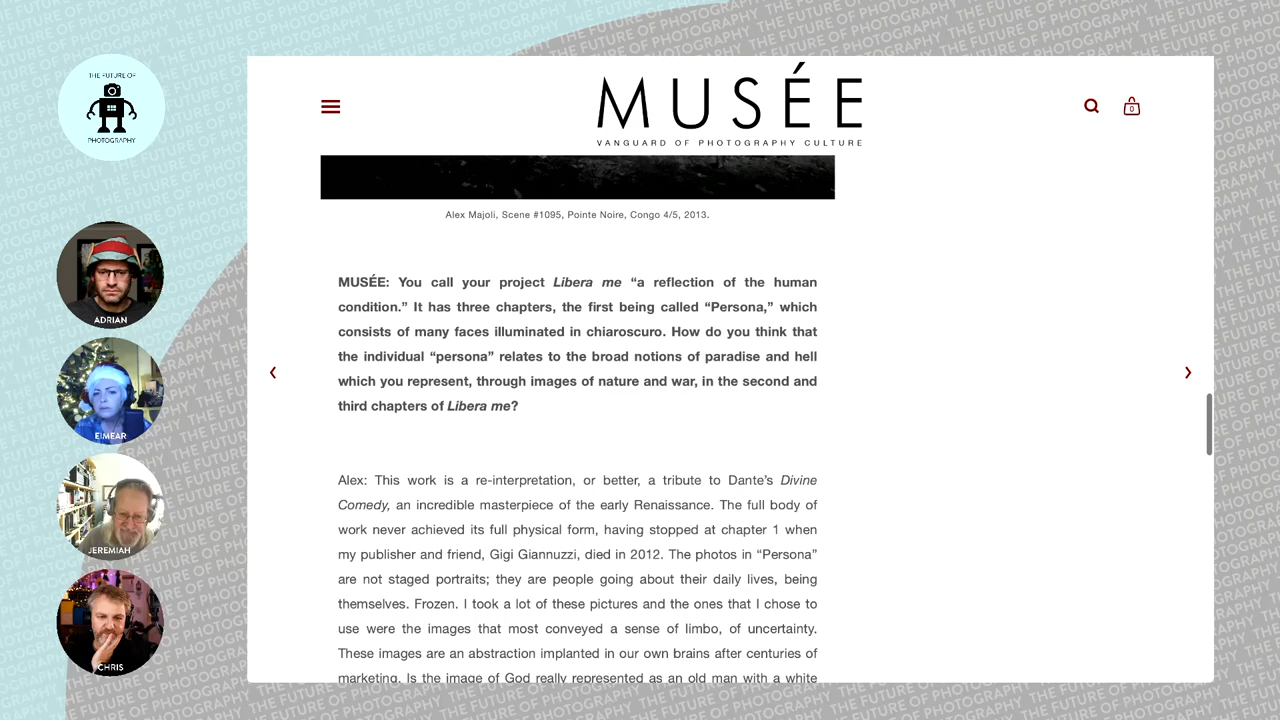 THE FUTURE OF
PHOTOGRAPHY
ADRIAN
EIMEAR
JEREMIAH
CHRIS
MUSÉE
VANGUARD OF PHOTOGRAPHY CULTURE
0
Alex Majoli, Scene #1095, Pointe Noire, Congo 4/5, 2013.
MUSÉE: You call your project Libera me “a reflection of the human
condition.” It has three chapters, the first being called “Persona,” which
consists of many faces illuminated in chiaroscuro. How do you think that
the individual “persona” relates to the broad notions of paradise and hell
which you represent, through images of nature and war, in the second and
third chapters of Libera me?
Alex: This work is a re-interpretation, or better, a tribute to Dante’s Divine
Comedy, an incredible masterpiece of the early Renaissance. The full body of
work never achieved its full physical form, having stopped at chapter 1 when
my publisher and friend, Gigi Giannuzzi, died in 2012. The photos in “Persona”
are not staged portraits; they are people going about their daily lives, being
themselves. Frozen. I took a lot of these pictures and the ones that I chose to
use were the images that most conveyed a sense of limbo, of uncertainty.
These images are an abstraction implanted in our own brains after centuries of
marketing. Is the image of God really represented as an old man with a white